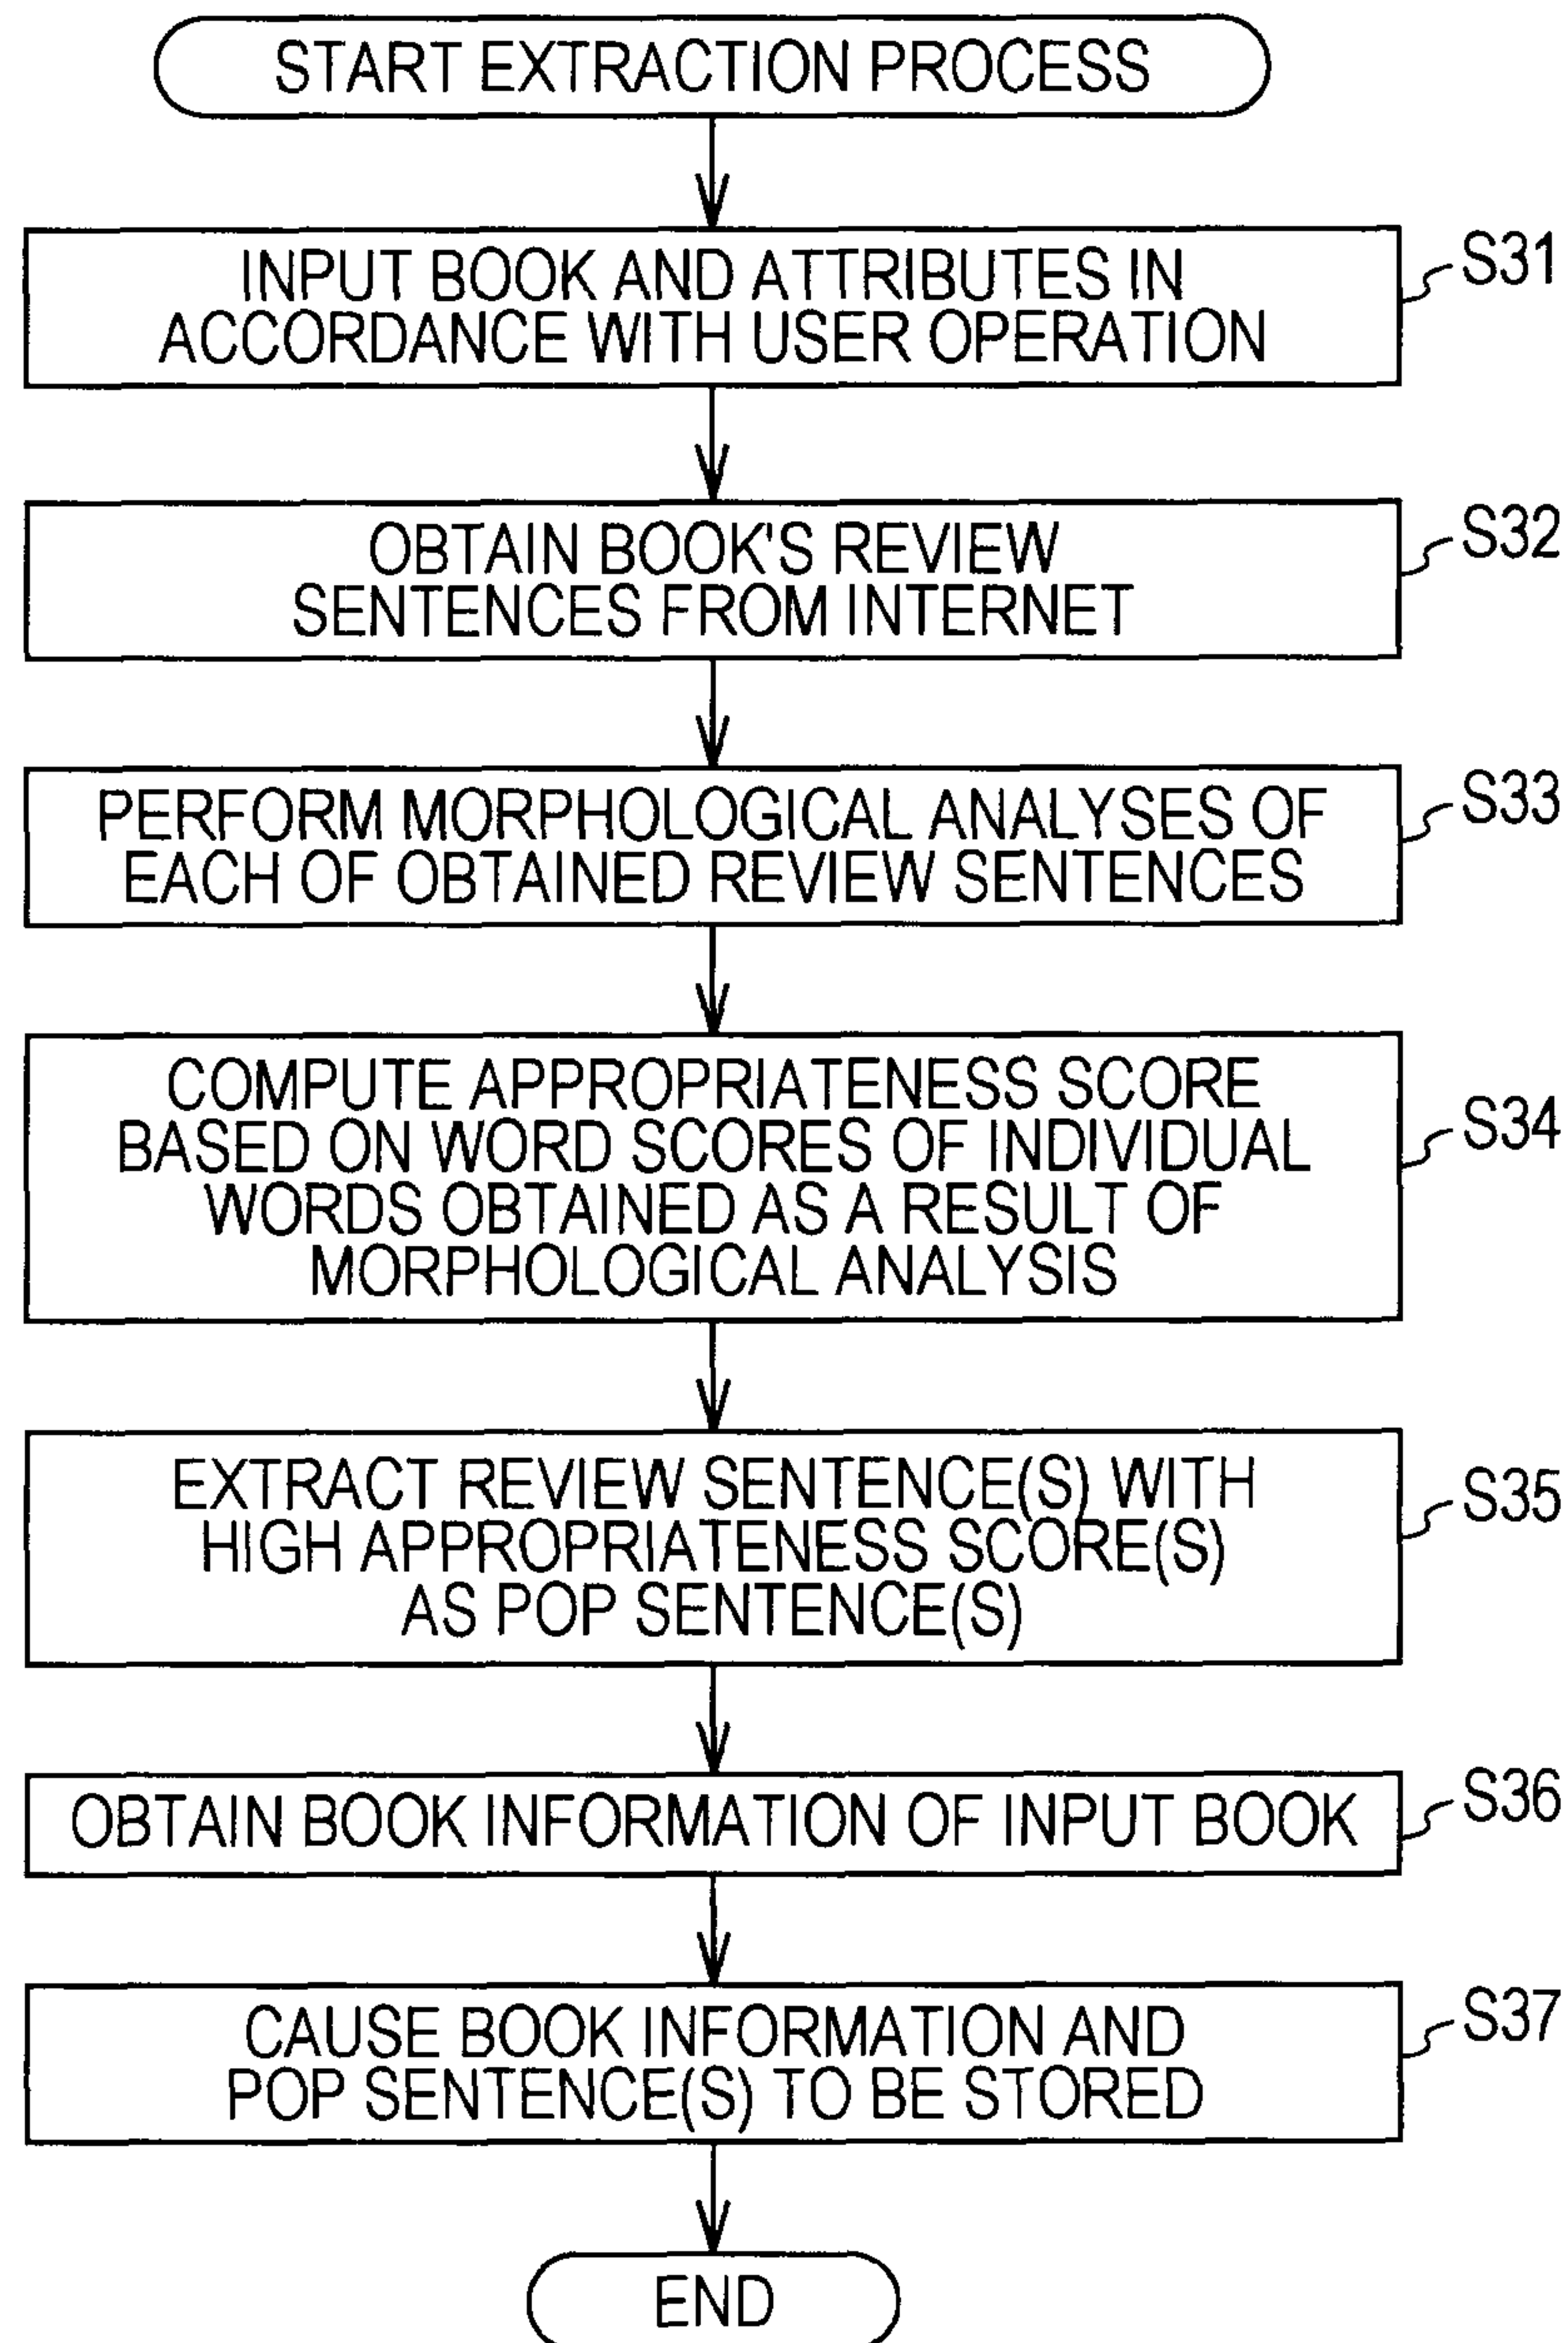 START EXTRACTION PROCESS
INPUT BOOK AND ATTRIBUTES IN
ACCORDANCE WITH USER OPERATION
S31
OBTAIN BOOK'S REVIEW
SENTENCES FROM INTERNET
S32
PERFORM MORPHOLOGICAL ANALYSES OF
EACH OF OBTAINED REVIEW SENTENCES
S33
COMPUTE APPROPRIATENESS SCORE
BASED ON WORD SCORES OF INDIVIDUAL
WORDS OBTAINED AS A RESULT OF
MORPHOLOGICAL ANALYSIS
S34
EXTRACT REVIEW SENTENCE(S) WITH
HIGH APPROPRIATENESS SCORE(S)
AS POP SENTENCE(S)
S35
OBTAIN BOOK INFORMATION OF INPUT BOOK
S36
CAUSE BOOK INFORMATION AND
POP SENTENCE(S) TO BE STORED
S37
END